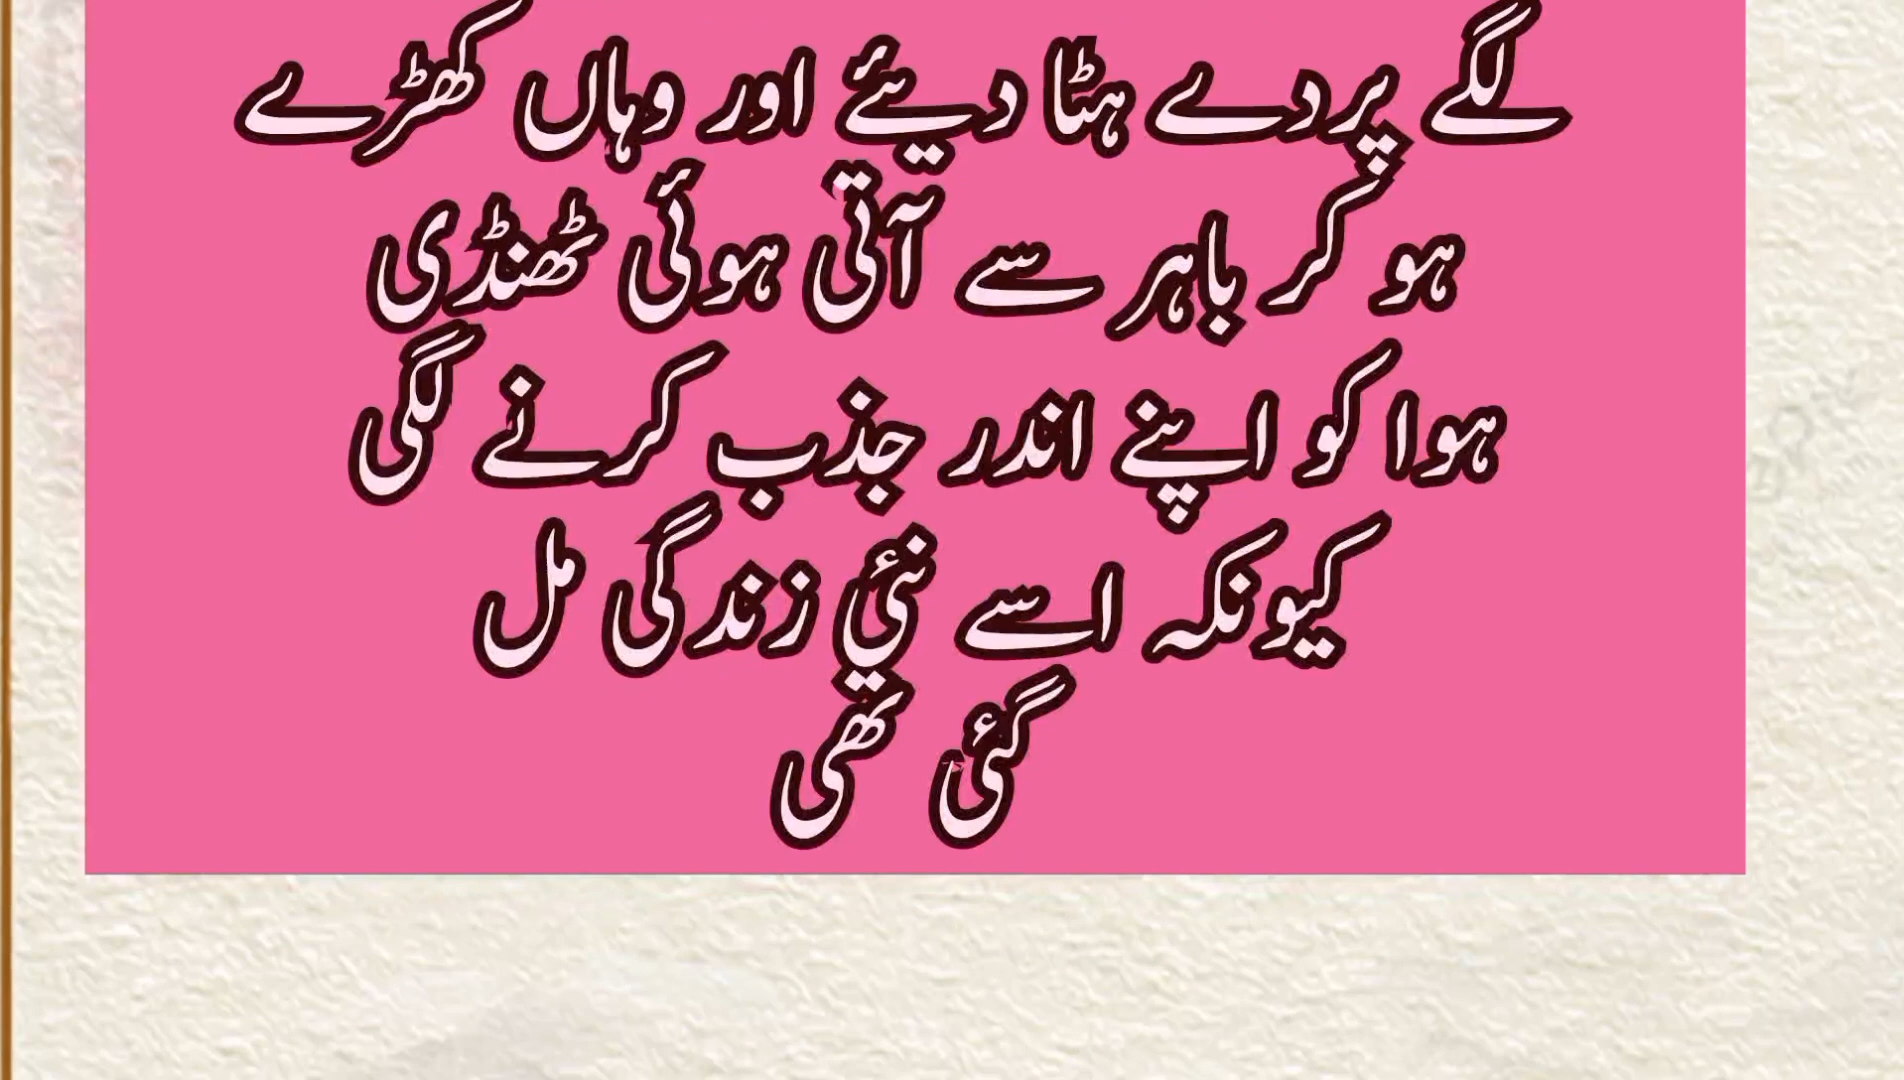 لگے پردے ہٹا دیئے اور وہاں کھڑے
ہو کر باہر سے آتی ہوئی ٹھنڈی
ہوا کو اپنے اندر جذب کرنے لگی
کیونکہ اسے نئی زندگی مل
گئی تھی